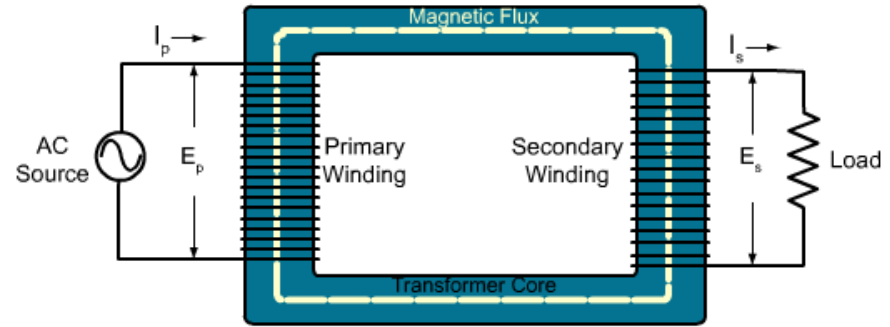 Magnetic Flux
Ip
Is
AC
Source
Ep
Primary
Winding
Secondary
Winding
Es
Load
Transformer Core